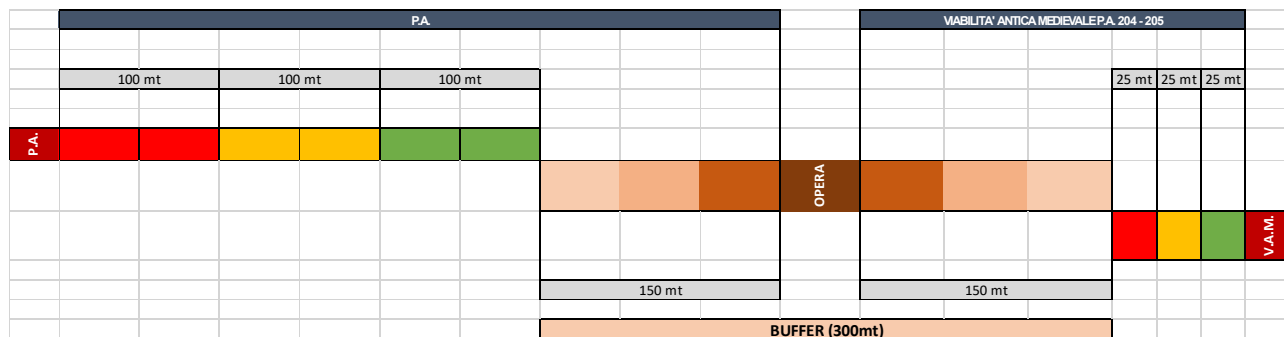 P.A.
VIABILITA' ANTICA MEDIEVALE P.A. 204 - 205
100 mt
100 mt
100 mt
25 mt
25 mt
25 mt
P.A.
OPERA
V.A.M.
150 mt
150 mt
BUFFER (300mt)